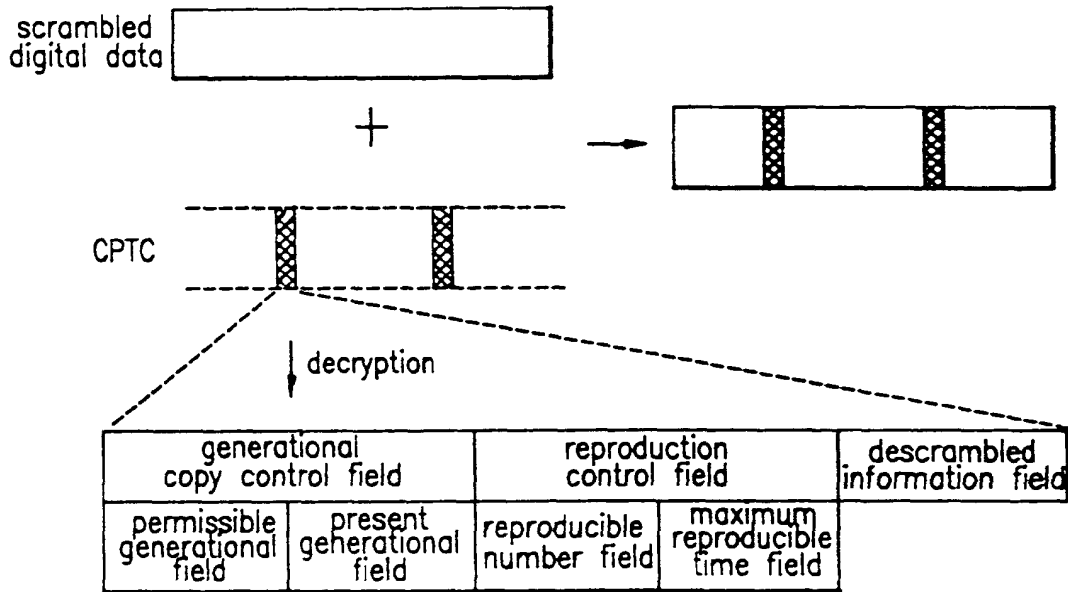 scrambled
digital data
+
CPTC
decryption
generational
copy control field
reproduction
control field
descrambled
information field
permissible
generational
field
present
generational
field
reproducible
number field
maximum
reproducible
time field